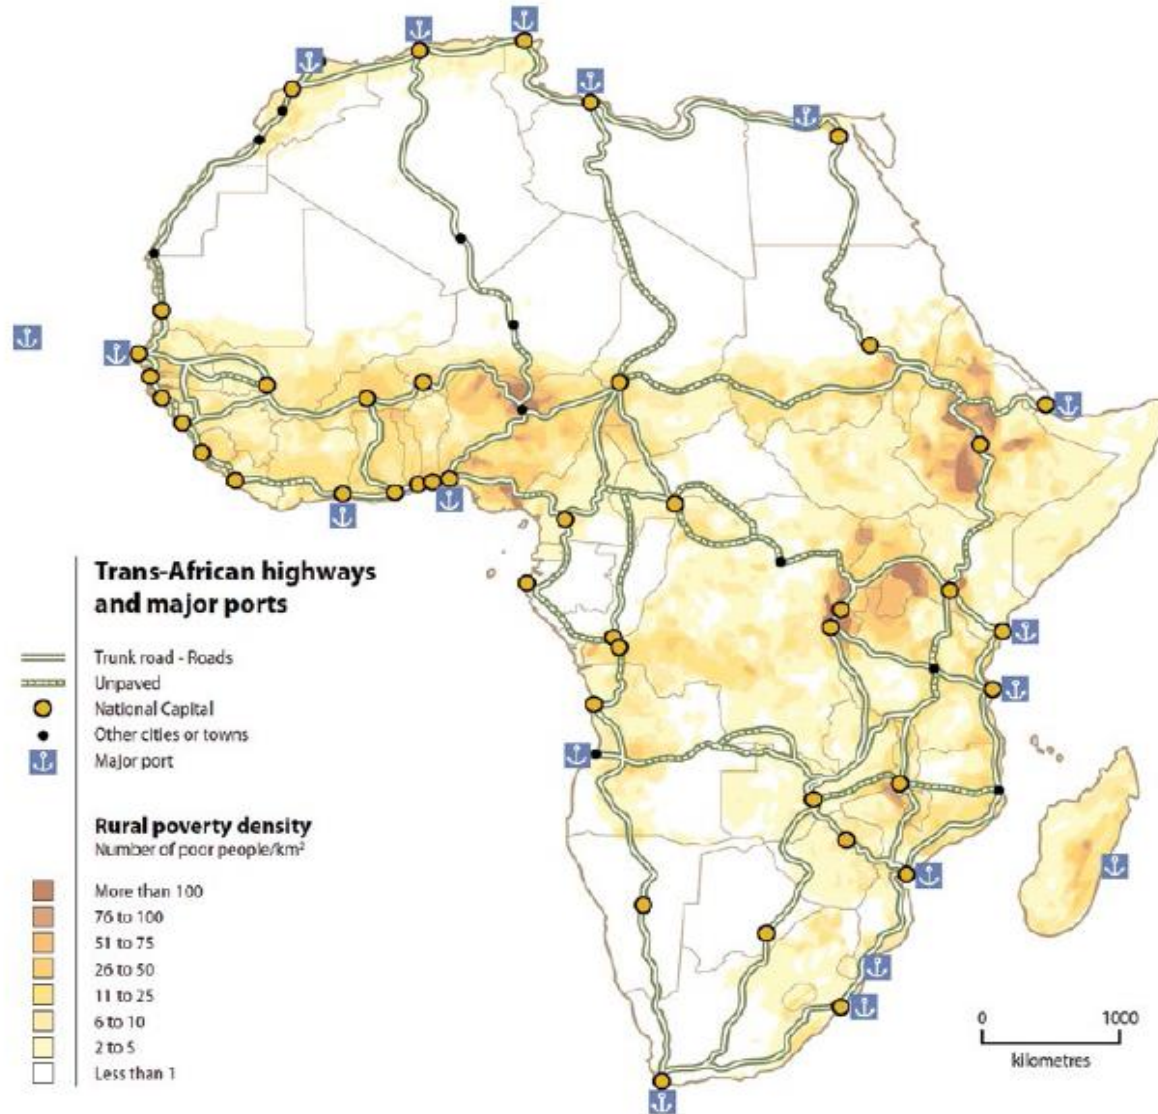 Trans-African highways
and major ports
Trunk road - Roads
Unpaved
National Capital
Other cities or towns
Major port
Rural poverty density
Number of poor people/km²
More than 100
76 to 100
51 to 75
26 to 50
11 to 25
6 to 10
2 to 5
Less than 1
0 1000
kilometres